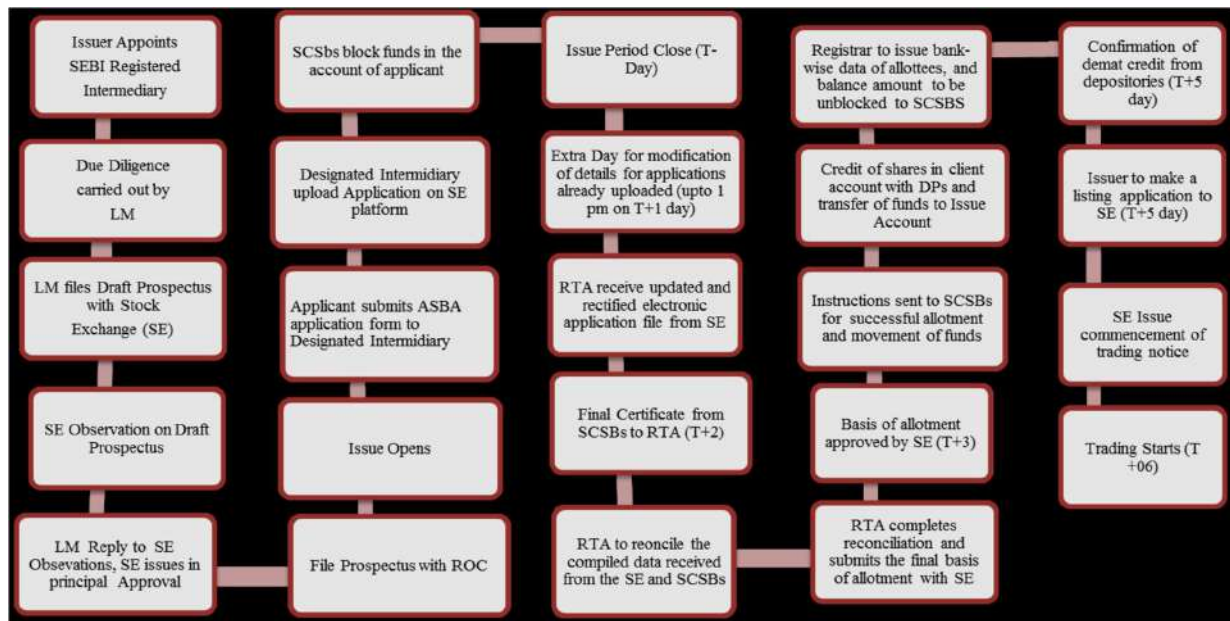 Issuer Appoints
SEBI Registered
Intermediary
Due Diligence
carried out by
LM
LM files Draft Prospectus
with Stock
Exchange (SE)
SE Observation on Draft
Prospectus
LM Reply to SE
Obsevations, SE issues in
principal Approval
File Prospectus with ROC
Issue Opens
Applicant submits ASBA
application form to
Designated Intermidiary
Designated Intermidiary
upload Application on SE
platform
SCSbs block funds in the
account of applicant
Issue Period Close (T-
Day)
Extra Day for modification
of details for applications
already uploaded (upto 1
pm on T+1 day)
RTA receive updated and
rectified electronic
application file from SE
Final Certificate from
SCSBs to RTA (T+2)
RTA to reconcile the
compiled data received
from the SE and SCSBs
RTA completes
reconciliation and
submits the final basis
of allotment with SE
Basis of allotment
approved by SE (T+3)
Instructions sent to SCSBs
for successful allotment
and movement of funds
Credit of shares in client
account with DPs and
transfer of funds to Issue
Account
Registrar to issue bank-
wise data of allottees, and
balance amount to be
unblocked to SCSBS
Confirmation of
demat credit from
depositories (T+5
day)
Issuer to make a
listing application to
SE (T+5 day)
SE Issue
commencement of
trading notice
Trading Starts (T
+06)